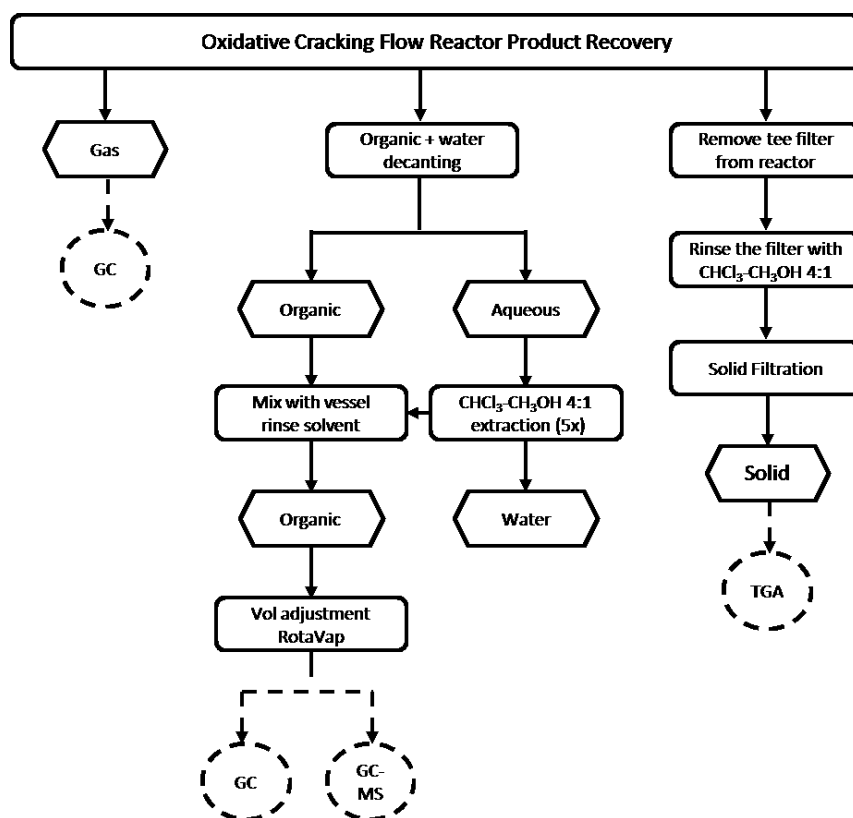 Oxidative Cracking Flow Reactor Product Recovery
Gas
GC
Organic + water
decanting
Organic
Aqueous
Mix with vessel
rinse solvent
CHCl₃-CH₃OH 4:1
extraction (5x)
Organic
Water
Vol adjustment
RotaVap
GC
GC-
MS
Remove tee filter
from reactor
Rinse the filter with
CHCl₃-CH₃OH 4:1
Solid Filtration
Solid
TGA